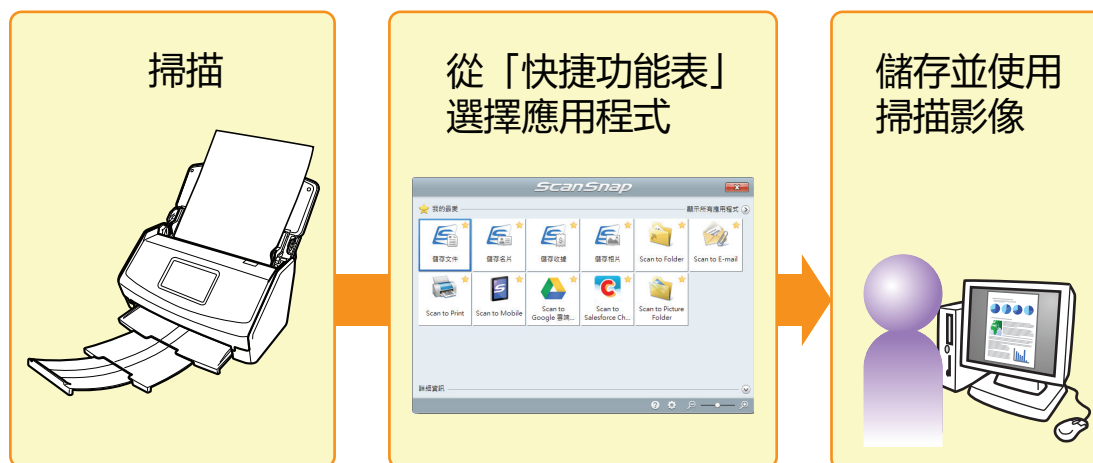 掃描
從「快捷功能表」
選擇應用程式
儲存並使用
掃描影像
ScanSnap
我的最愛
顯示所有應用程式
儲存文件
儲存名片
儲存收據
儲存相片
Scan to Folder
Scan to E-mail
Scan to Print
Scan to Mobile
Scan to
Google 雲端...
Scan to
Salesforce Ch...
Scan to Picture
Folder
詳細資訊